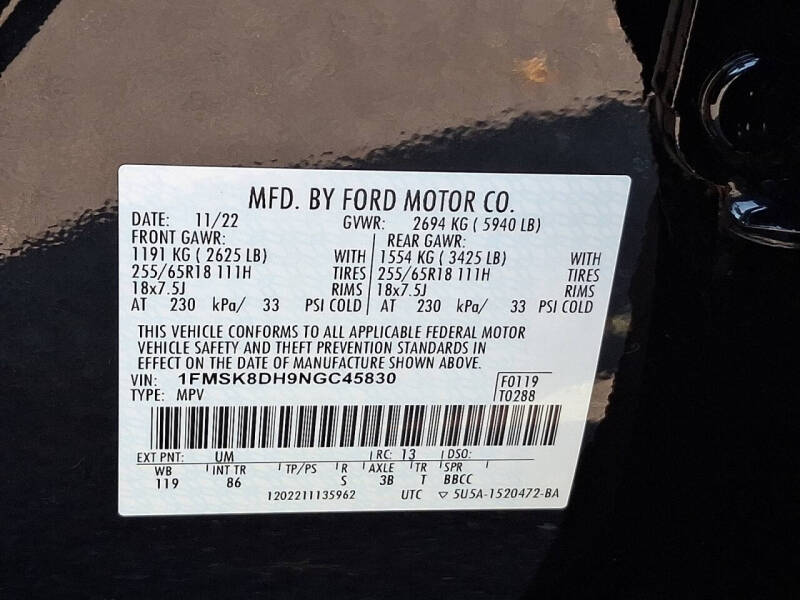 MFD. BY FORD MOTOR CO.
DATE: 11/22 GVWR: 2694 KG ( 5940 LB)
FRONT GAWR: REAR GAWR:
1191 KG ( 2625 LB) WITH 1554 KG ( 3425 LB) WITH
255/65R18 111H TIRES 255/65R18 111H TIRES
18x7.5J RIMS 18x7.5J RIMS
AT 230 kPa/ 33 PSI COLD AT 230 kPa/ 33 PSI COLD
THIS VEHICLE CONFORMS TO ALL APPLICABLE FEDERAL MOTOR
VEHICLE SAFETY AND THEFT PREVENTION STANDARDS IN
EFFECT ON THE DATE OF MANUFACTURE SHOWN ABOVE.
VIN: 1FMSK8DH9NGC45830 F0119
TYPE: MPV T0288
EXT PNT: UM RC: 13 DSO:
WB INT TR TP/PS R AXLE TR SPR
119 86 S 3B T BBCC
1202211135962 UTC ▽ 5U5A-1520472-BA